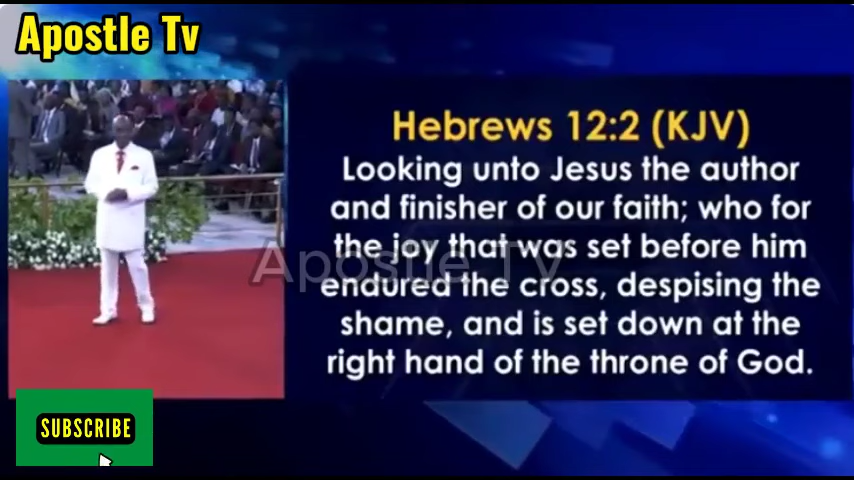 Apostle Tv
Hebrews 12:2 (KJV)
Looking unto Jesus the author
and finisher of our faith; who for
the joy that was set before him
endured the cross, despising the
shame, and is set down at the
right hand of the throne of God.
Apostle TV
SUBSCRIBE